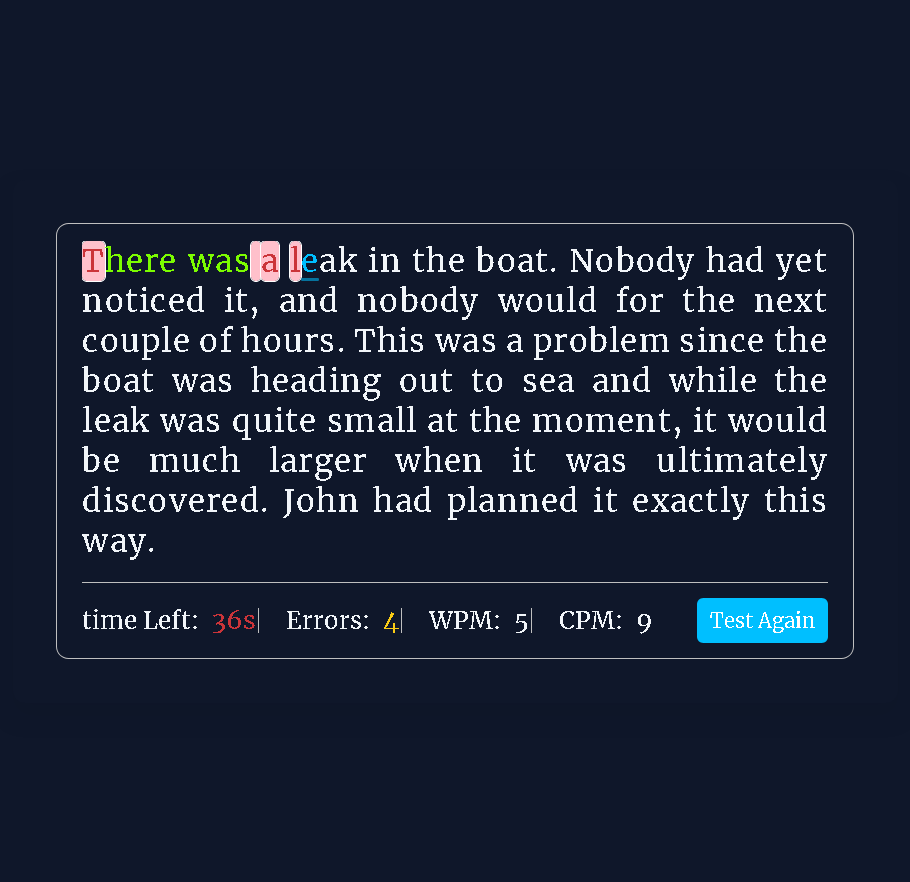 There was a leak in the boat. Nobody had yet
noticed it, and nobody would for the next
couple of hours. This was a problem since the
boat was heading out to sea and while the
leak was quite small at the moment, it would
be much larger when it was ultimately
discovered. John had planned it exactly this
way.
time Left: 36s Errors: 4 WPM: 5 CPM: 9 Test Again